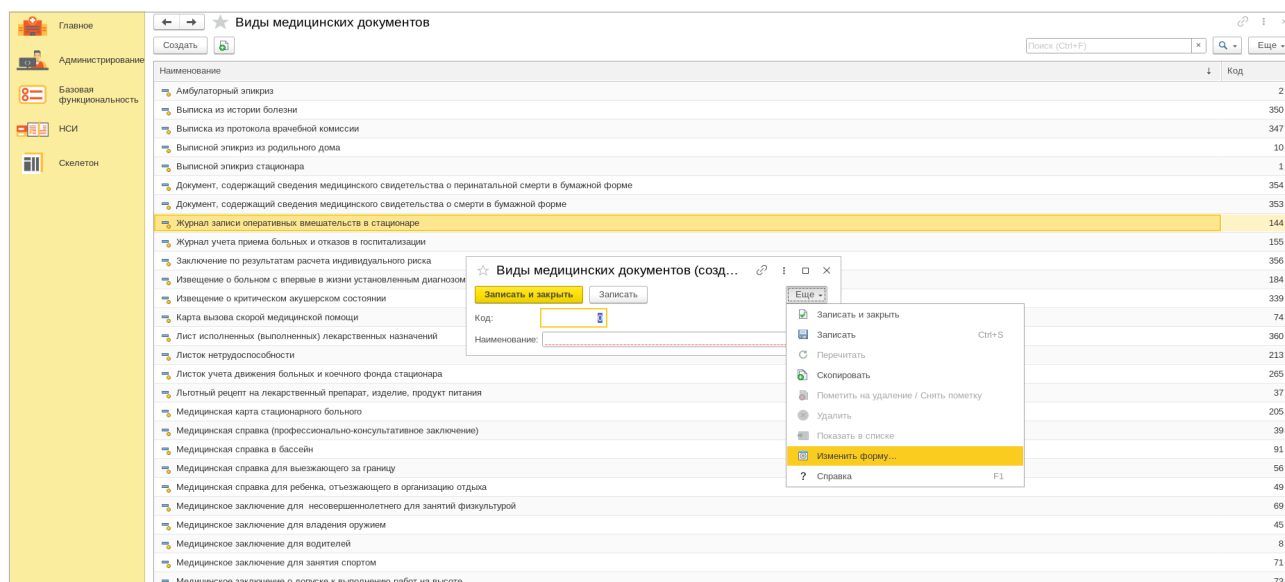 Главное
Администрирование
Базовая
функциональность
НСИ
Скелетон
Виды медицинских документов
Создать
Поиск (Ctrl+F)
×
Еще
Наименование ↓ Код
Амбулаторный эпикриз 2
Выписка из истории болезни 350
Выписка из протокола врачебной комиссии 347
Выписной эпикриз из родильного дома 10
Выписной эпикриз стационара 1
Документ, содержащий сведения медицинского свидетельства о перинатальной смерти в бумажной форме 354
Документ, содержащий сведения медицинского свидетельства о смерти в бумажной форме 353
Журнал записи оперативных вмешательств в стационаре 144
Журнал учета приема больных и отказов в госпитализации 155
Заключение по результатам расчета индивидуального риска 356
Извещение о больном с впервые в жизни установленным диагнозом 184
Извещение о критическом акушерском состоянии 339
Карта вызова скорой медицинской помощи 74
Лист исполненных (выполненных) лекарственных назначений 360
Листок нетрудоспособности 213
Листок учета движения больных и коечного фонда стационара 265
Льготный рецепт на лекарственный препарат, изделие, продукт питания 37
Медицинская карта стационарного больного 205
Медицинская справка (профессионально-консультативное заключение) 39
Медицинская справка в бассейн 91
Медицинская справка для выезжающего за границу 56
Медицинская справка для ребенка, отъезжающего в организацию отдыха 49
Медицинское заключение для несовершеннолетнего для занятий физкультурой 69
Медицинское заключение для владения оружием 45
Медицинское заключение для водителей 8
Медицинское заключение для занятия спортом 71
Медицинское заключение о допуске к выполнению работ на высоте 73
Виды медицинских документов (созд...
Записать и закрыть
Записать
Еще
Код: 0
Наименование:
Записать и закрыть
Записать Ctrl+S
Перечитать
Скопировать
Пометить на удаление / Снять пометку
Удалить
Показать в списке
Изменить форму...
? Справка F1